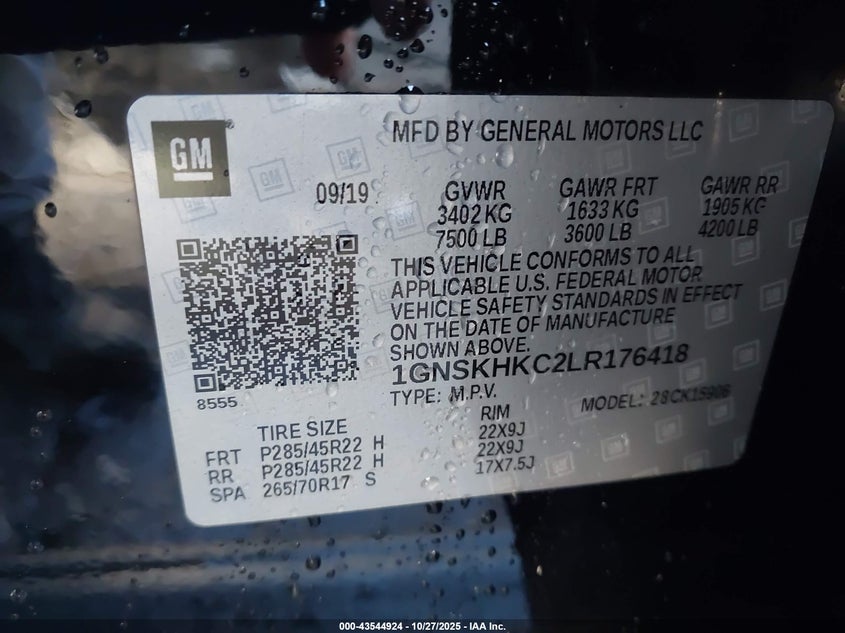 GM
MFD BY GENERAL MOTORS LLC
09/19
GVWR GAWR FRT GAWR RR
3402 KG 1633 KG 1905 KG
7500 LB 3600 LB 4200 LB
THIS VEHICLE CONFORMS TO ALL
APPLICABLE U.S. FEDERAL MOTOR
VEHICLE SAFETY STANDARDS IN EFFECT
ON THE DATE OF MANUFACTURE
SHOWN ABOVE.
1GNSKHKC2LR176418
8555
TYPE: M.P.V. MODEL: 28CK15906
TIRE SIZE RIM
FRT P285/45R22 H 22X9J
RR P285/45R22 H 22X9J
SPA 265/70R17 S 17X7.5J
000-43544924 - 10/27/2025 - IAA Inc.